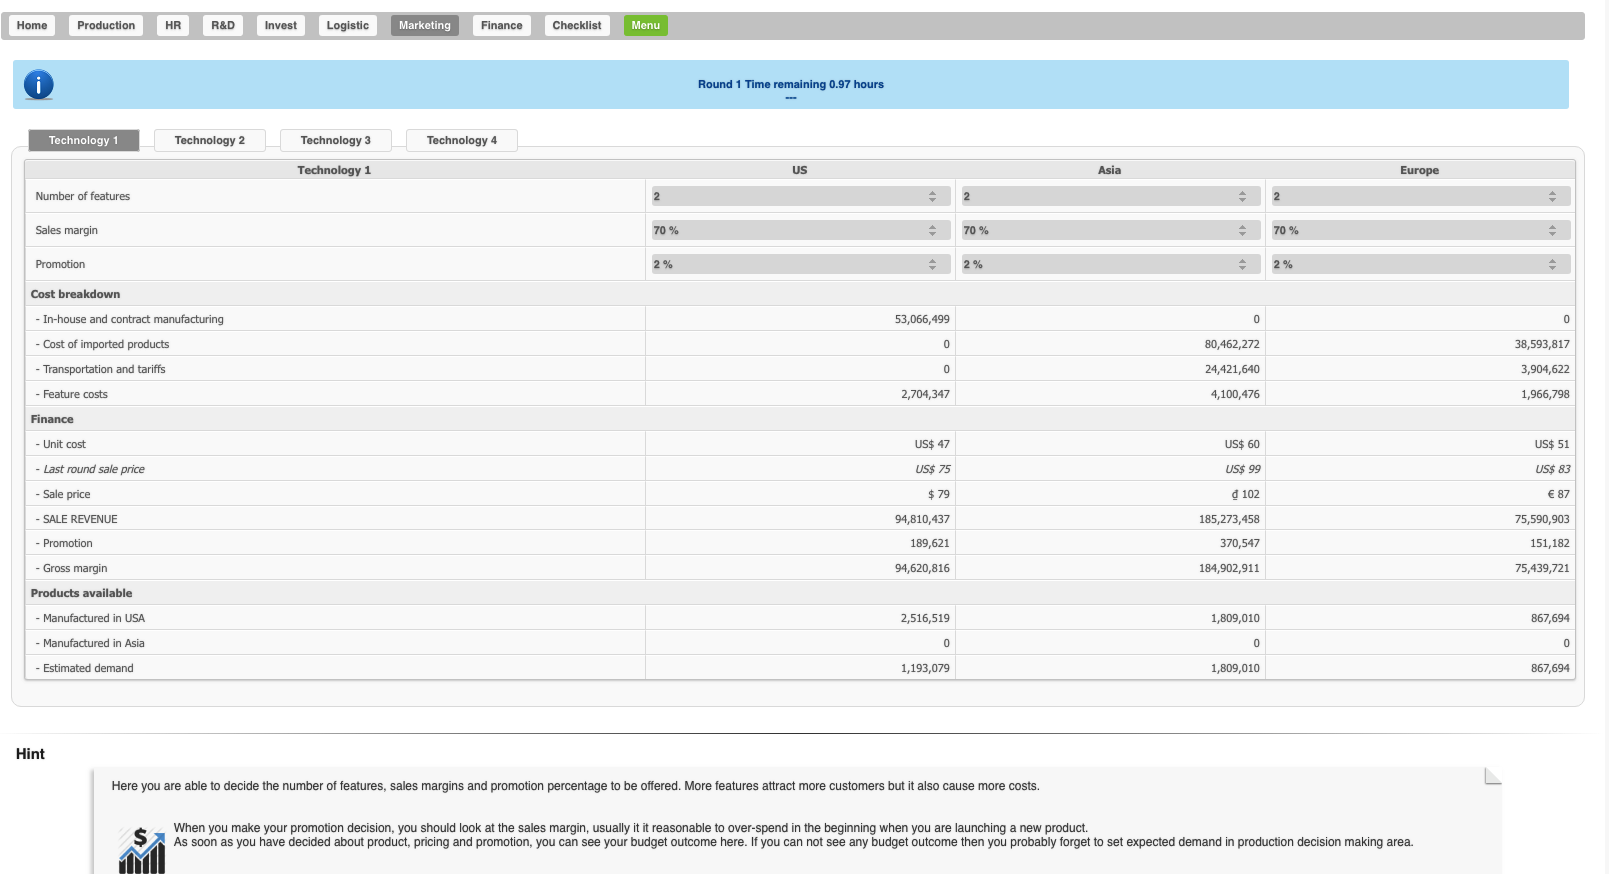 Home Production HR R&D Invest Logistic Marketing Finance Checklist Menu
Round 1 Time remaining 0.97 hours
---
Technology 1 Technology 2 Technology 3 Technology 4
Technology 1 US Asia Europe
Number of features 2 2 2
Sales margin 70 % 70 % 70 %
Promotion 2 % 2 % 2 %
Cost breakdown
- In-house and contract manufacturing 53,066,499 0 0
- Cost of imported products 0 80,462,272 38,593,817
- Transportation and tariffs 0 24,421,640 3,904,622
- Feature costs 2,704,347 4,100,476 1,966,798
Finance
- Unit cost US$ 47 US$ 60 US$ 51
- Last round sale price US$ 75 US$ 99 US$ 83
- Sale price $ 79 ₫ 102 € 87
- SALE REVENUE 94,810,437 185,273,458 75,590,903
- Promotion 189,621 370,547 151,182
- Gross margin 94,620,816 184,902,911 75,439,721
Products available
- Manufactured in USA 2,516,519 1,809,010 867,694
- Manufactured in Asia 0 0 0
- Estimated demand 1,193,079 1,809,010 867,694
Hint
Here you are able to decide the number of features, sales margins and promotion percentage to be offered. More features attract more customers but it also cause more costs.
When you make your promotion decision, you should look at the sales margin, usually it it reasonable to over-spend in the beginning when you are launching a new product.
As soon as you have decided about product, pricing and promotion, you can see your budget outcome here. If you can not see any budget outcome then you probably forget to set expected demand in production decision making area.